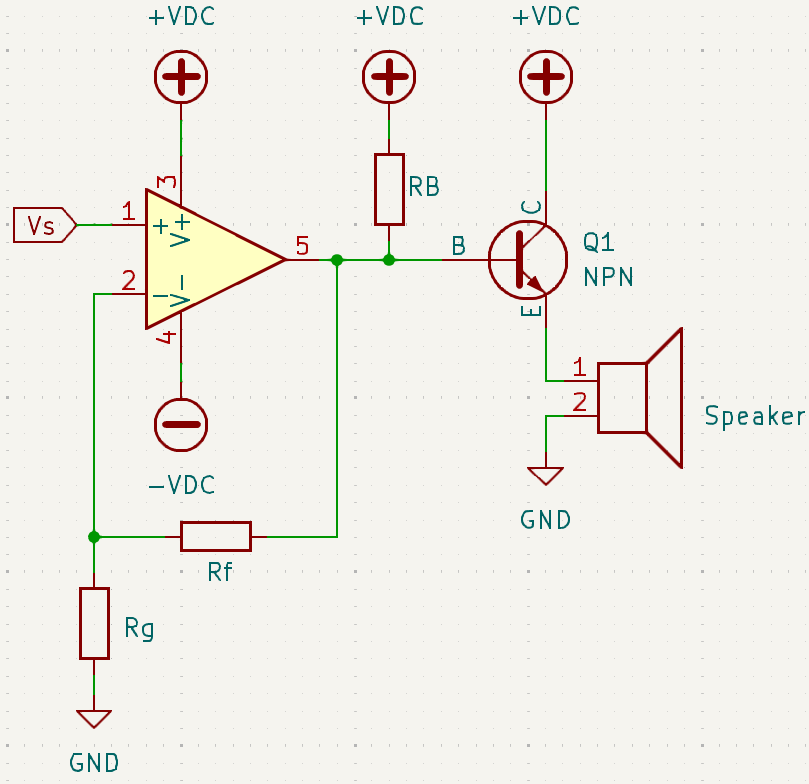 +VDC
+VDC
+VDC
3
C
RB
1
+
V+
Vs
Q1
NPN
B
5
2
-
V-
E
4
1
2
Speaker
-VDC
GND
Rf
Rg
GND